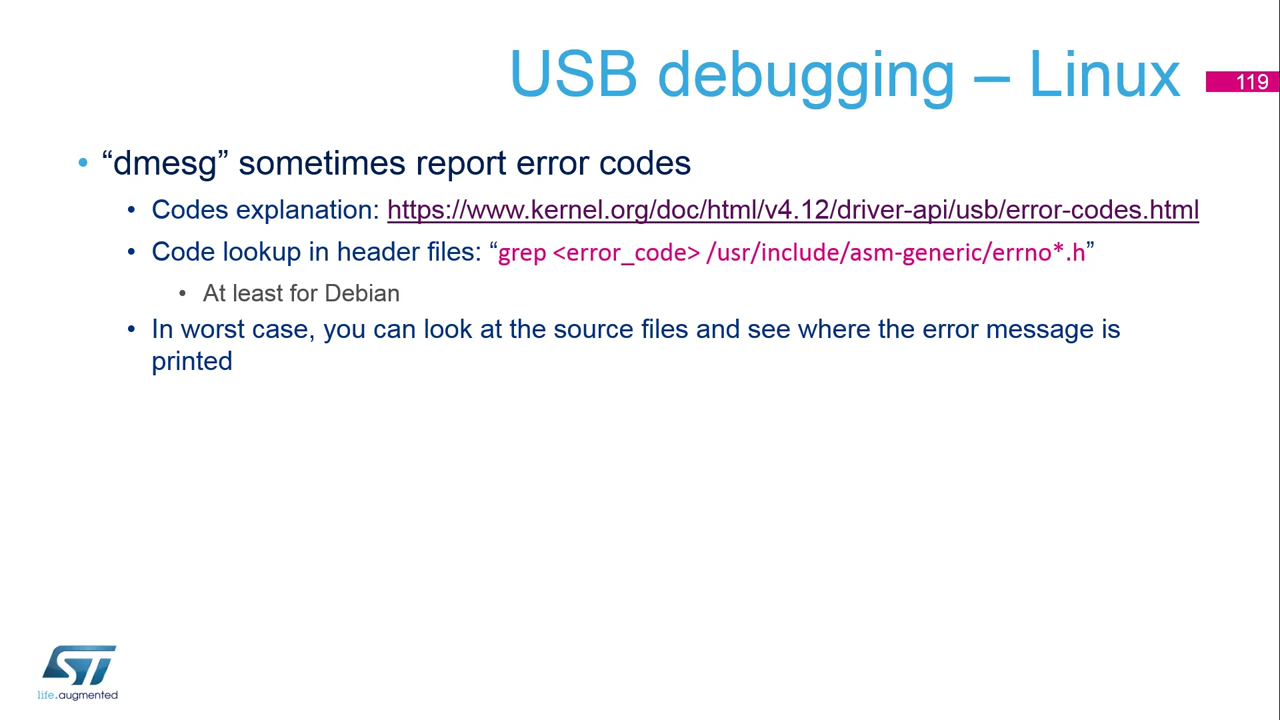 USB debugging – Linux
119
• “dmesg” sometimes report error codes
• Codes explanation: https://www.kernel.org/doc/html/v4.12/driver-api/usb/error-codes.html
• Code lookup in header files: “grep <error_code> /usr/include/asm-generic/errno*.h”
• At least for Debian
• In worst case, you can look at the source files and see where the error message is
printed
ST
life.augmented